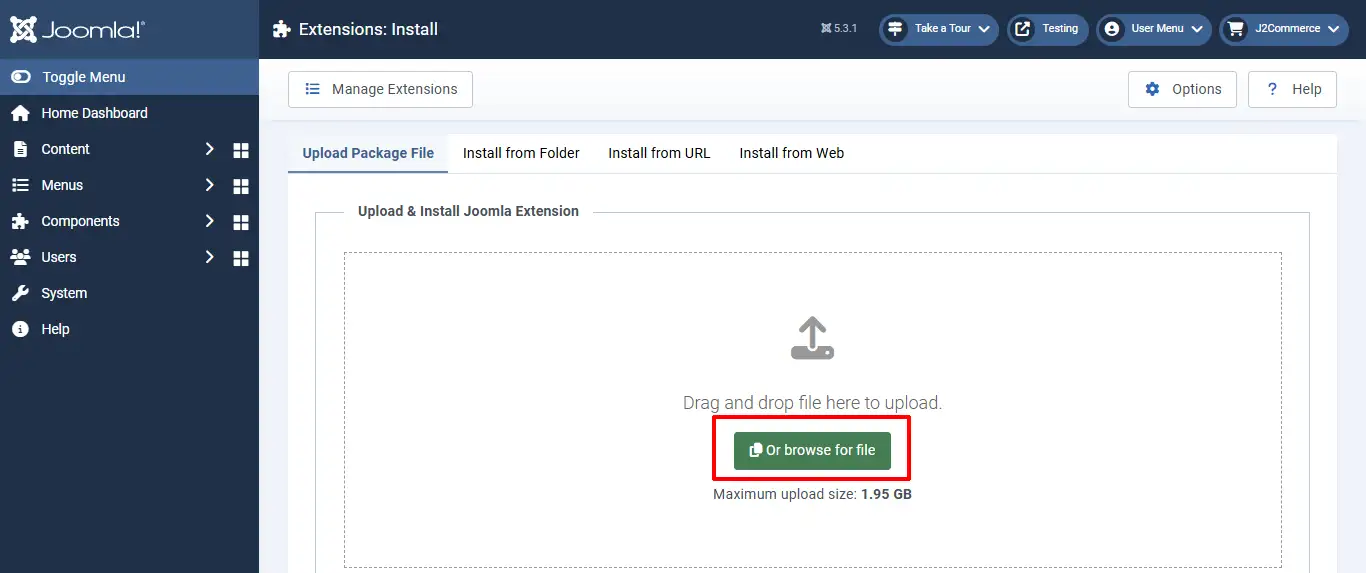 Joomla!®
Extensions: Install
5.3.1
Take a Tour
Testing
User Menu
J2Commerce
Toggle Menu
Home Dashboard
Content
Menus
Components
Users
System
Help
Manage Extensions
Options
? Help
Upload Package File
Install from Folder
Install from URL
Install from Web
Upload & Install Joomla Extension
Drag and drop file here to upload.
Or browse for file
Maximum upload size: 1.95 GB